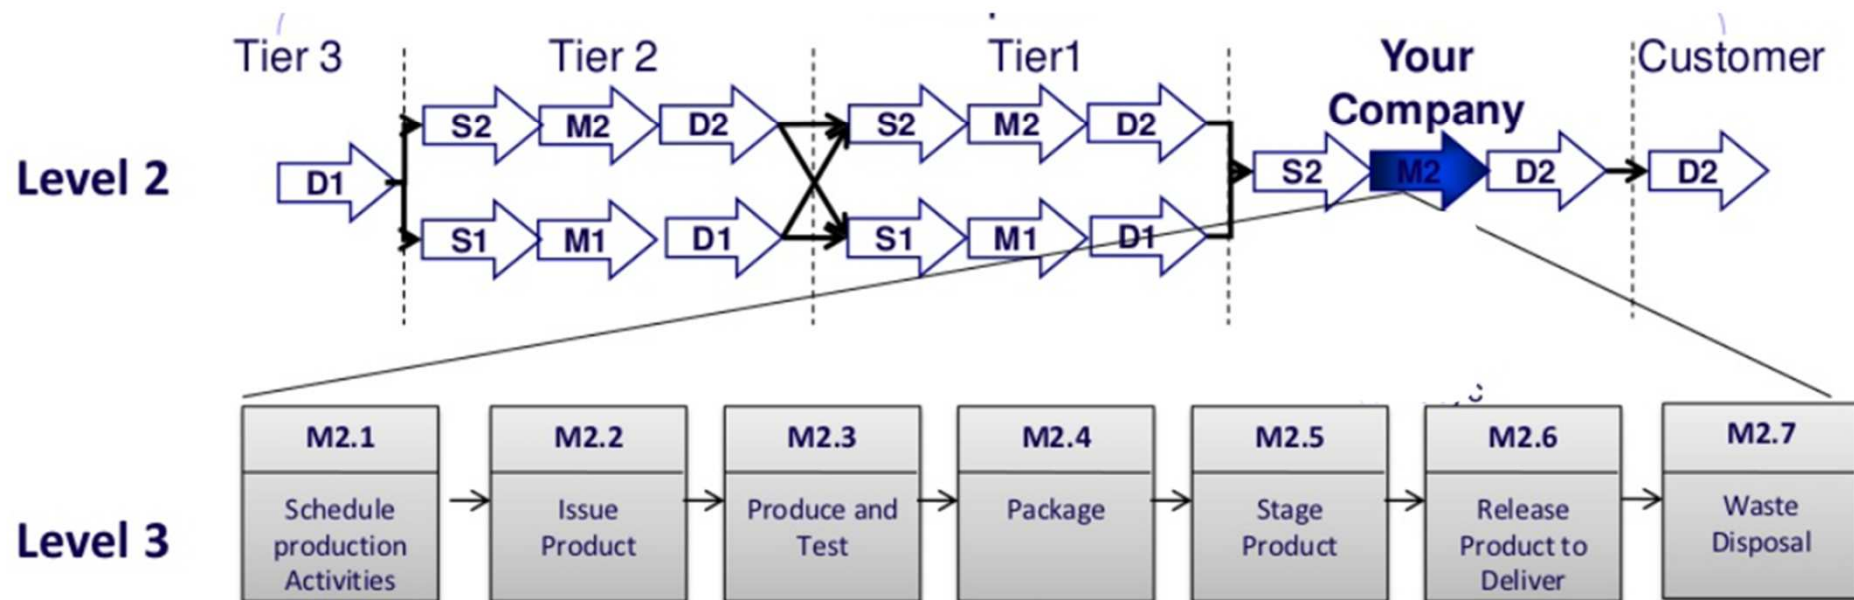 Tier 3
Tier 2
Tier1
Your
Company
Customer
Level 2
D1
S2 M2 D2
S1 M1 D1
S2 M2 D2
S1 M1 D1
S2 M2 D2
D2
Level 3
M2.1
Schedule
production
Activities
M2.2
Issue
Product
M2.3
Produce and
Test
M2.4
Package
M2.5
Stage
Product
M2.6
Release
Product to
Deliver
M2.7
Waste
Disposal